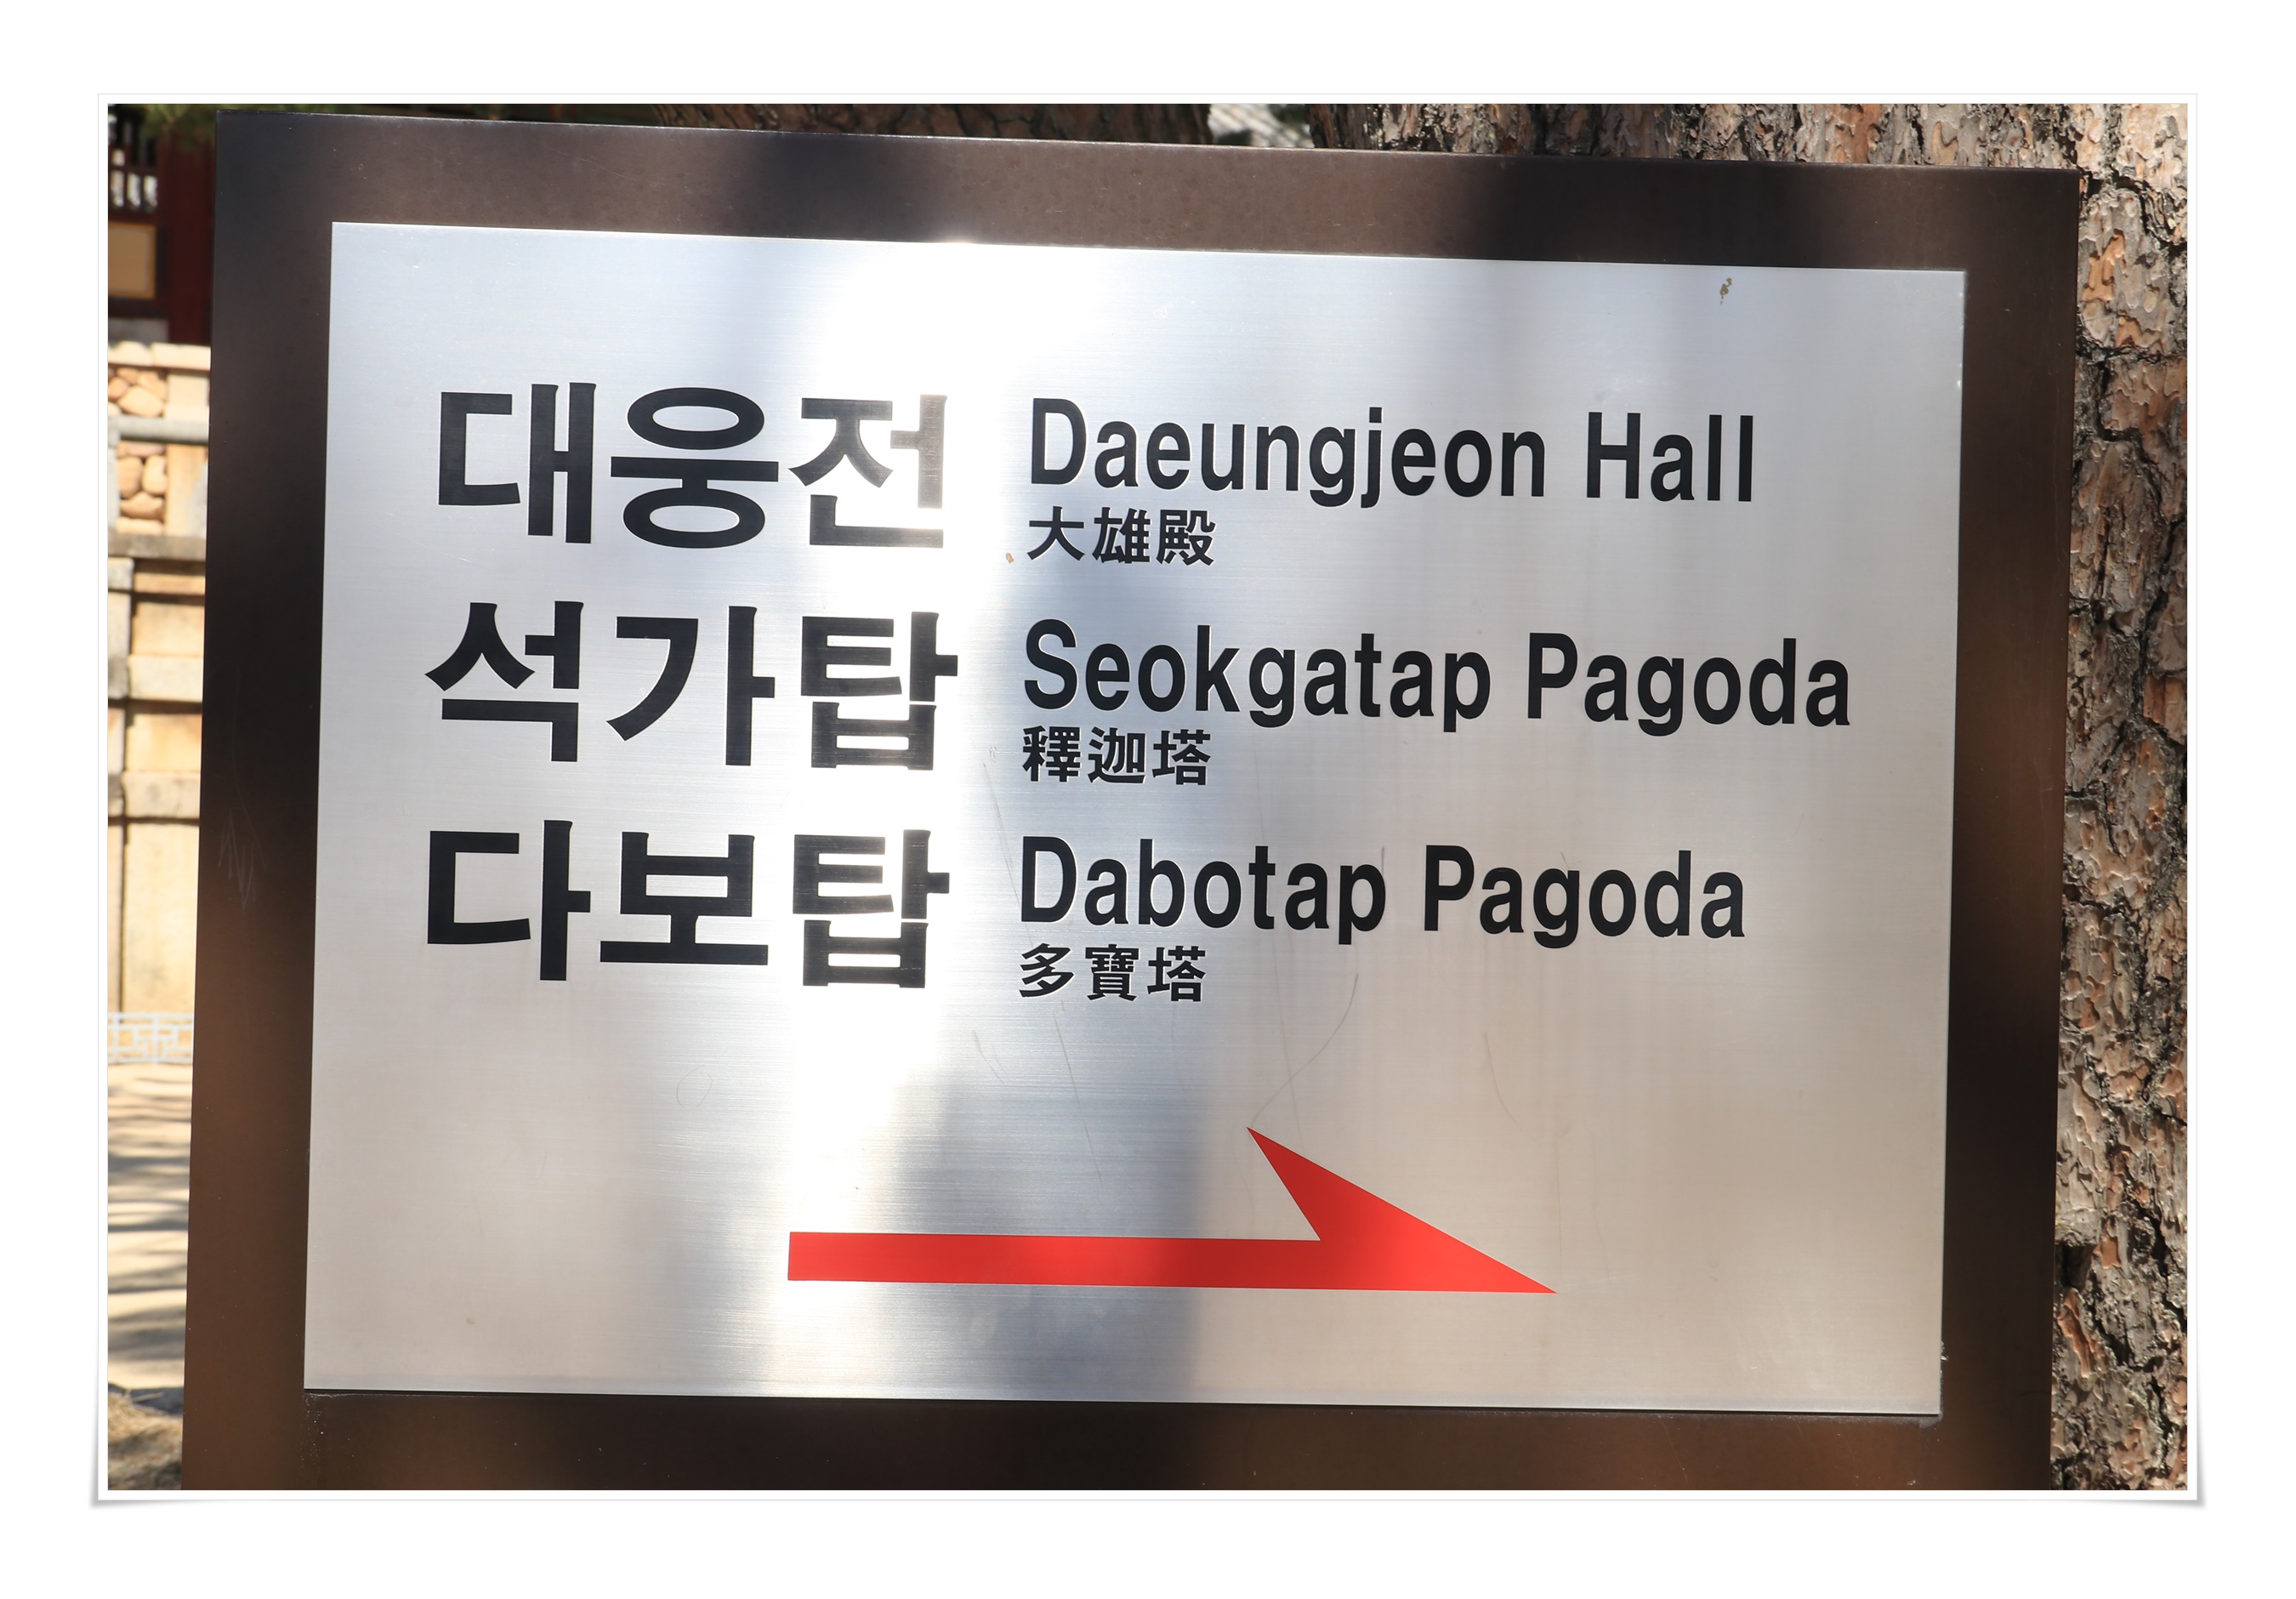 대웅전 Daeungjeon Hall
大雄殿
석가탑 Seokgatap Pagoda
釋迦塔
다보탑 Dabotap Pagoda
多寶塔